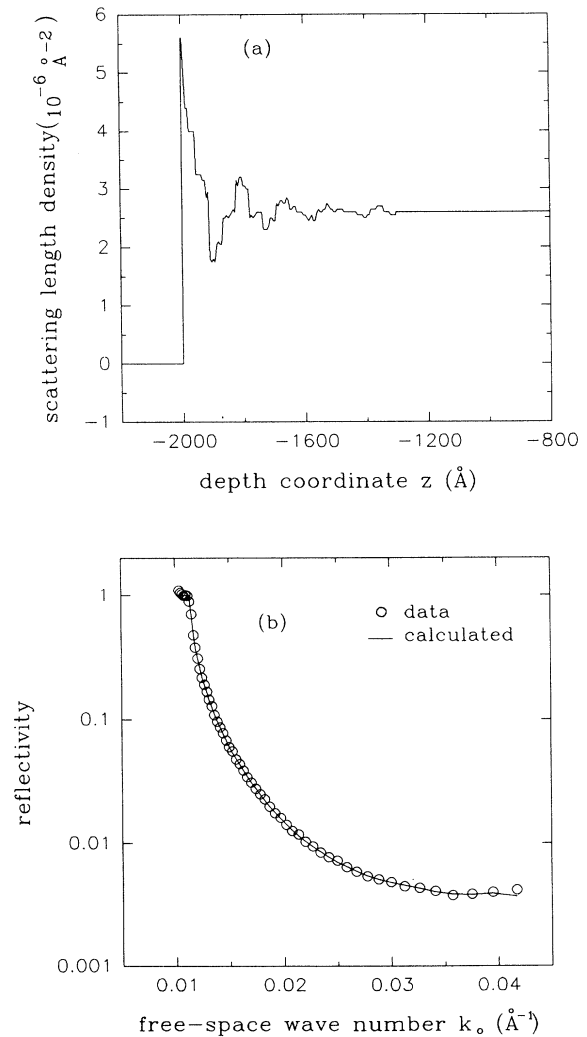 6
5
4
3
2
1
0
−1
(a)
scattering length density(10⁻⁶ Å⁻²)
−2000
−1600
−1200
−800
depth coordinate z (Å)
1
0.1
0.01
0.001
(b)
○ data
— calculated
reflectivity
0.01
0.02
0.03
0.04
free-space wave number kₒ (Å⁻¹)